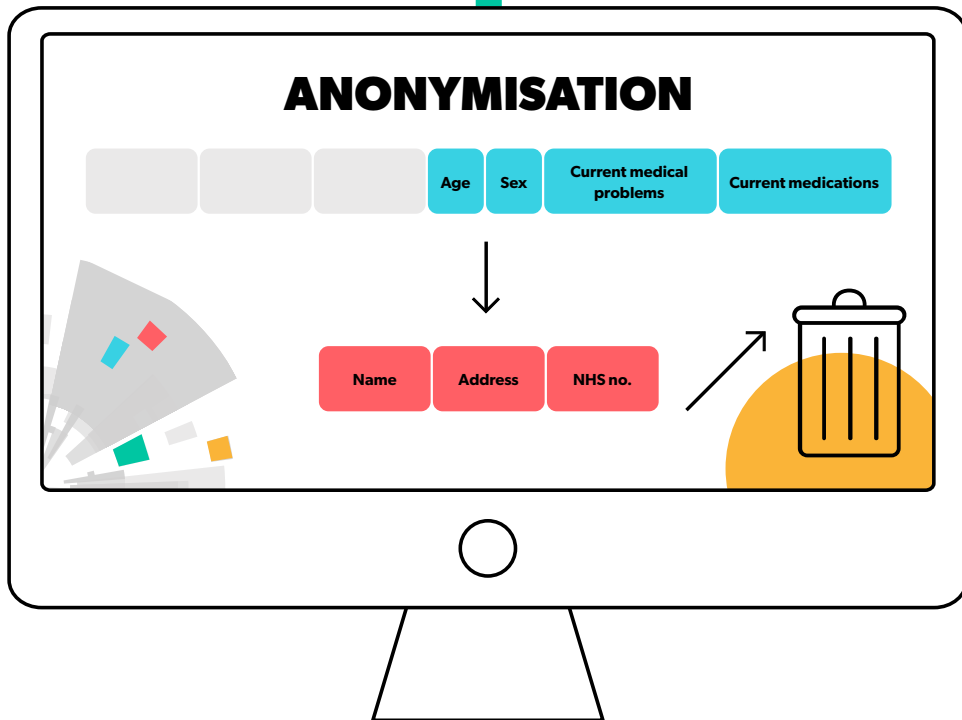 ANONYMISATION
Age
Sex
Current medical
problems
Current medications
Name
Address
NHS no.